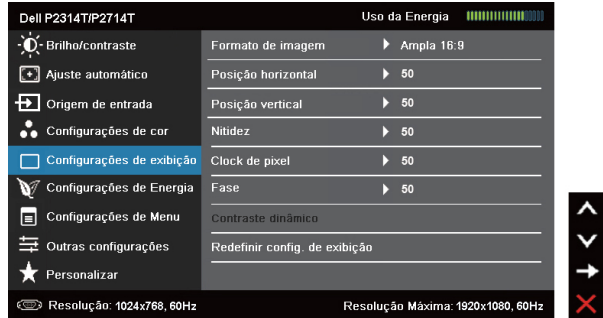 Dell P2314T/P2714T Uso da Energia
Brilho/contraste Formato de imagem Ampla 16:9
Ajuste automático Posição horizontal 50
Origem de entrada Posição vertical 50
Configurações de cor Nitidez 50
Configurações de exibição Clock de pixel 50
Configurações de Energia Fase 50
Configurações de Menu Contraste dinâmico
Outras configurações Redefinir config. de exibição
Personalizar
Resolução: 1024x768, 60Hz Resolução Máxima: 1920x1080, 60Hz